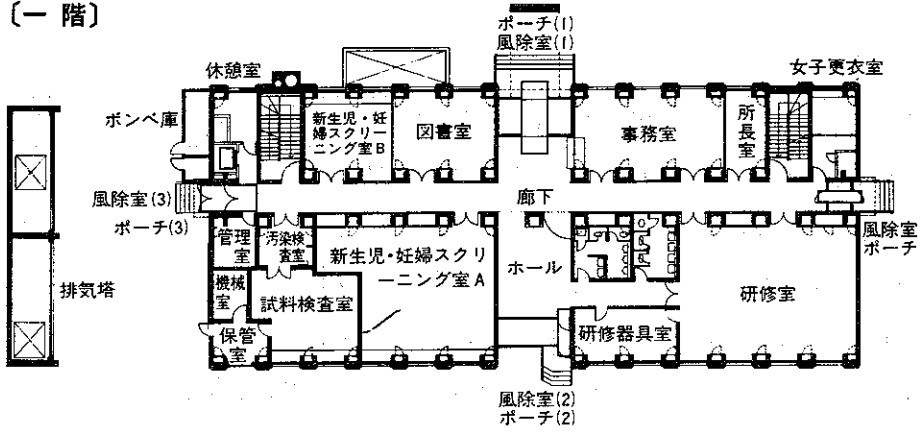 〔一 階〕
ポーチ(1)
風除室(1)
休憩室
女子更衣室
ボンベ庫
新生児・妊
婦スクリー
ニング室B
図書室
事務室
所長室
風除室(3)
ポーチ(3)
廊下
風除室
ポーチ
管理室
汚染検
査室
新生児・妊婦スクリ
ーニング室A
ホール
排気塔
機械室
試料検査室
研修室
保管室
研修器具室
風除室(2)
ポーチ(2)